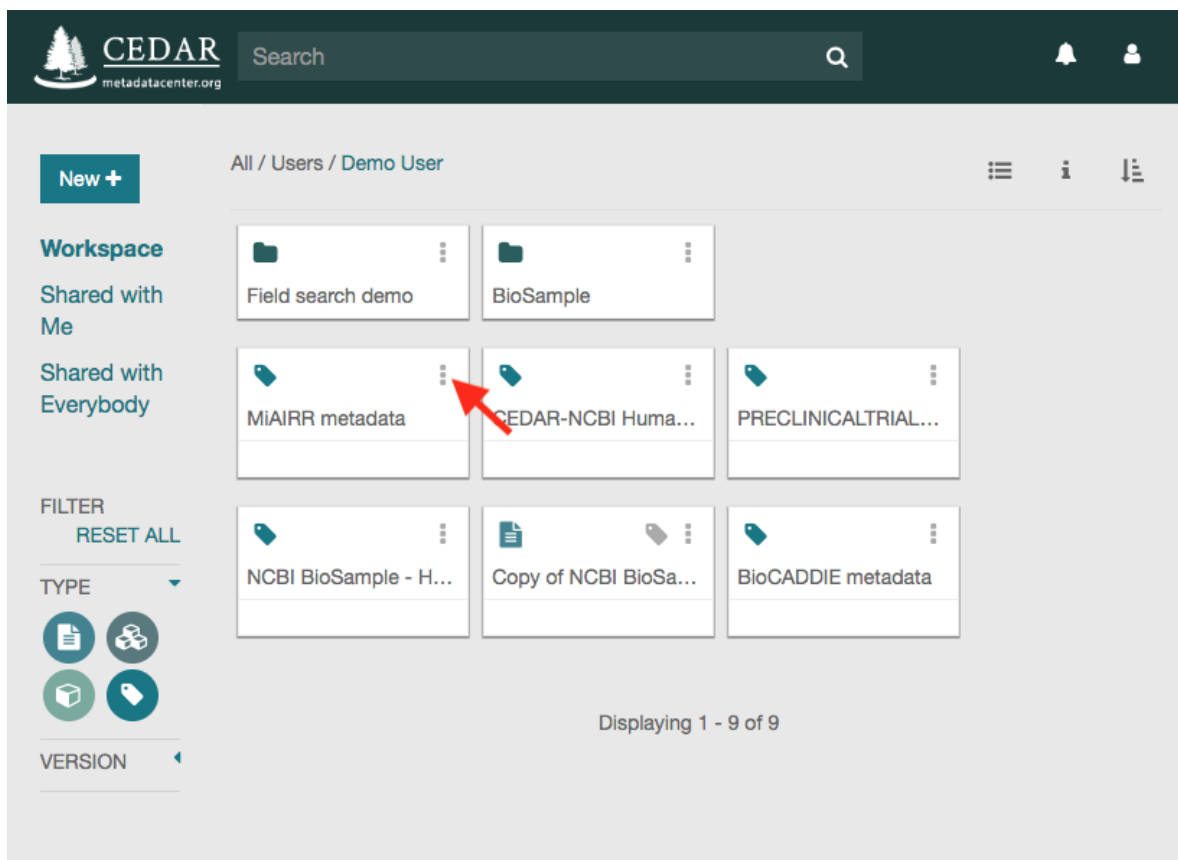 CEDAR
metadatacenter.org
Search
New +
All / Users / Demo User
Workspace
Shared with
Me
Shared with
Everybody
Field search demo
BioSample
MiAIRR metadata
CEDAR-NCBI Huma...
PRECLINICALTRIAL...
FILTER
RESET ALL
TYPE
NCBI BioSample - H...
Copy of NCBI BioSa...
BioCADDIE metadata
Displaying 1 - 9 of 9
VERSION